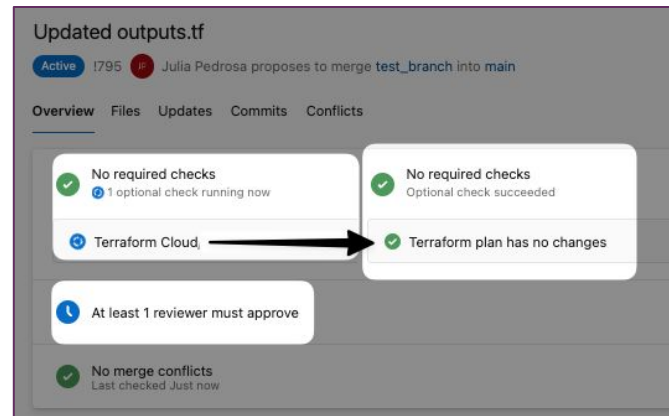 Updated outputs.tf
Active !795 JP Julia Pedrosa proposes to merge test_branch into main
Overview Files Updates Commits Conflicts
No required checks
1 optional check running now
Terraform Cloud
No required checks
Optional check succeeded
Terraform plan has no changes
At least 1 reviewer must approve
No merge conflicts
Last checked Just now